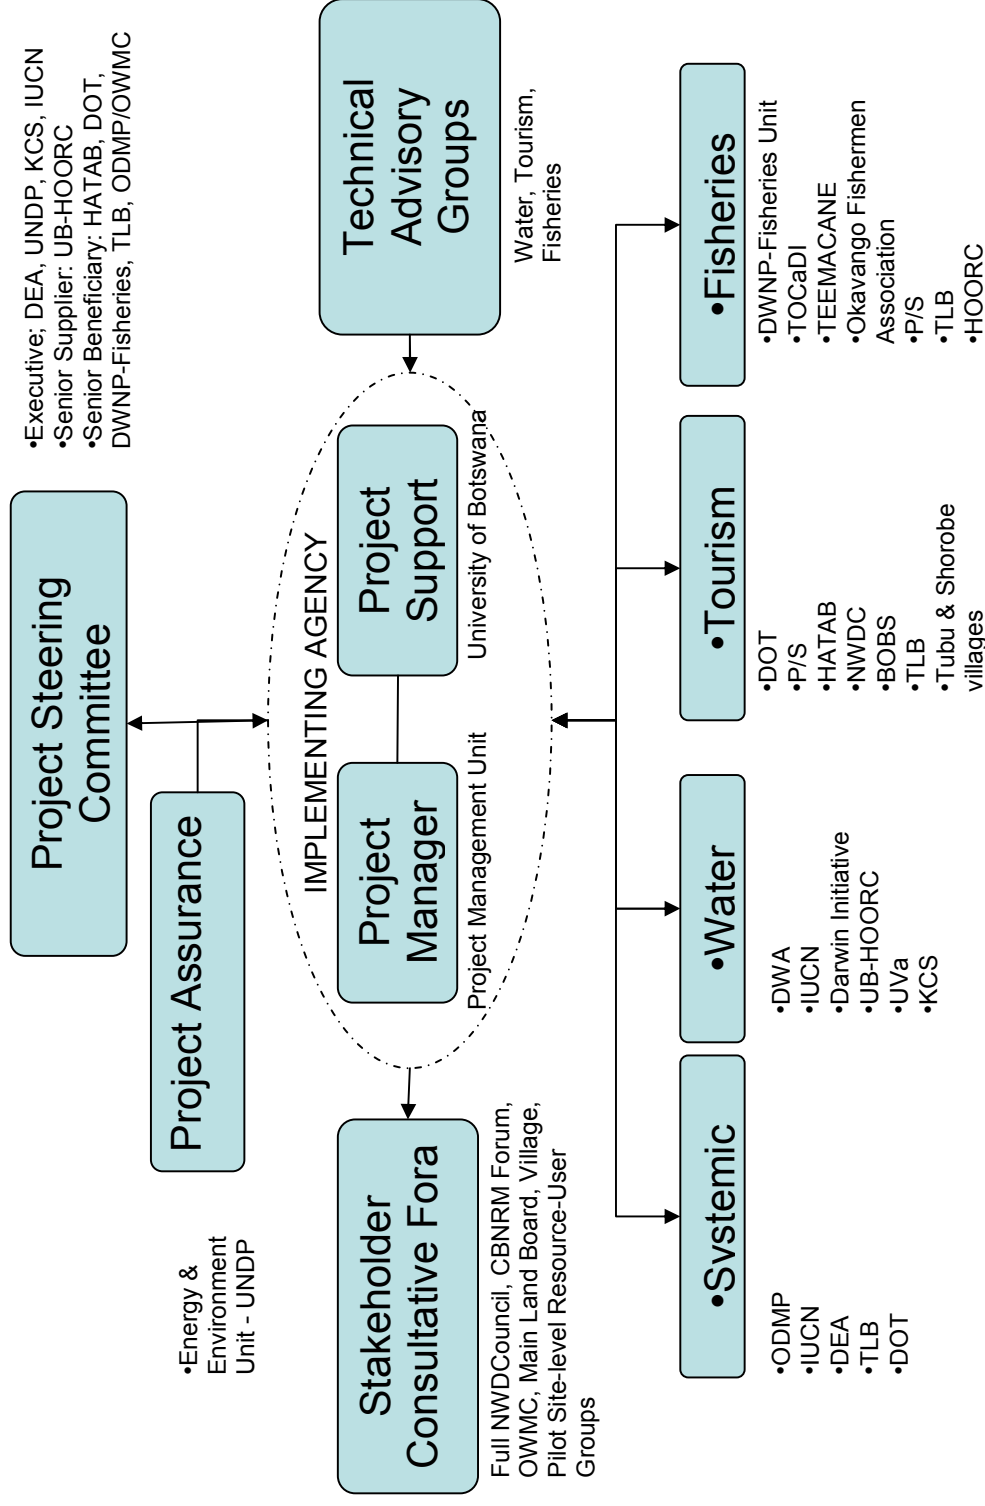 Project Steering
Committee
•Executive; DEA, UNDP, KCS, IUCN
•Senior Supplier: UB-HOORC
•Senior Beneficiary: HATAB, DOT,
DWNP-Fisheries, TLB, ODMP/OWMC
•Energy &
Environment
Unit - UNDP
Project Assurance
Stakeholder
Consultative Fora
Full NWDCouncil, CBNRM Forum,
OWMC, Main Land Board, Village,
Pilot Site-level Resource-User
Groups
IMPLEMENTING AGENCY
Project
Manager
Project Management Unit
Project
Support
University of Botswana
Technical
Advisory
Groups
Water, Tourism,
Fisheries
•Systemic
•ODMP
•IUCN
•DEA
•TLB
•DOT
•Water
•DWA
•IUCN
•Darwin Initiative
•UB-HOORC
•UVa
•KCS
•Tourism
•DOT
•P/S
•HATAB
•NWDC
•BOBS
•TLB
•Tubu & Shorobe
villages
•Fisheries
•DWNP-Fisheries Unit
•TOCaDI
•TEEMACANE
•Okavango Fishermen
Association
•P/S
•TLB
•HOORC